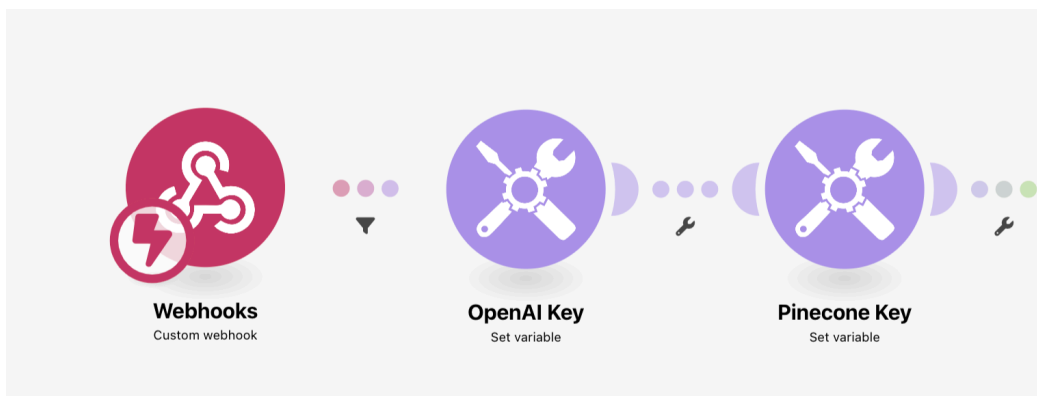 Webhooks
Custom webhook
OpenAI Key
Set variable
Pinecone Key
Set variable